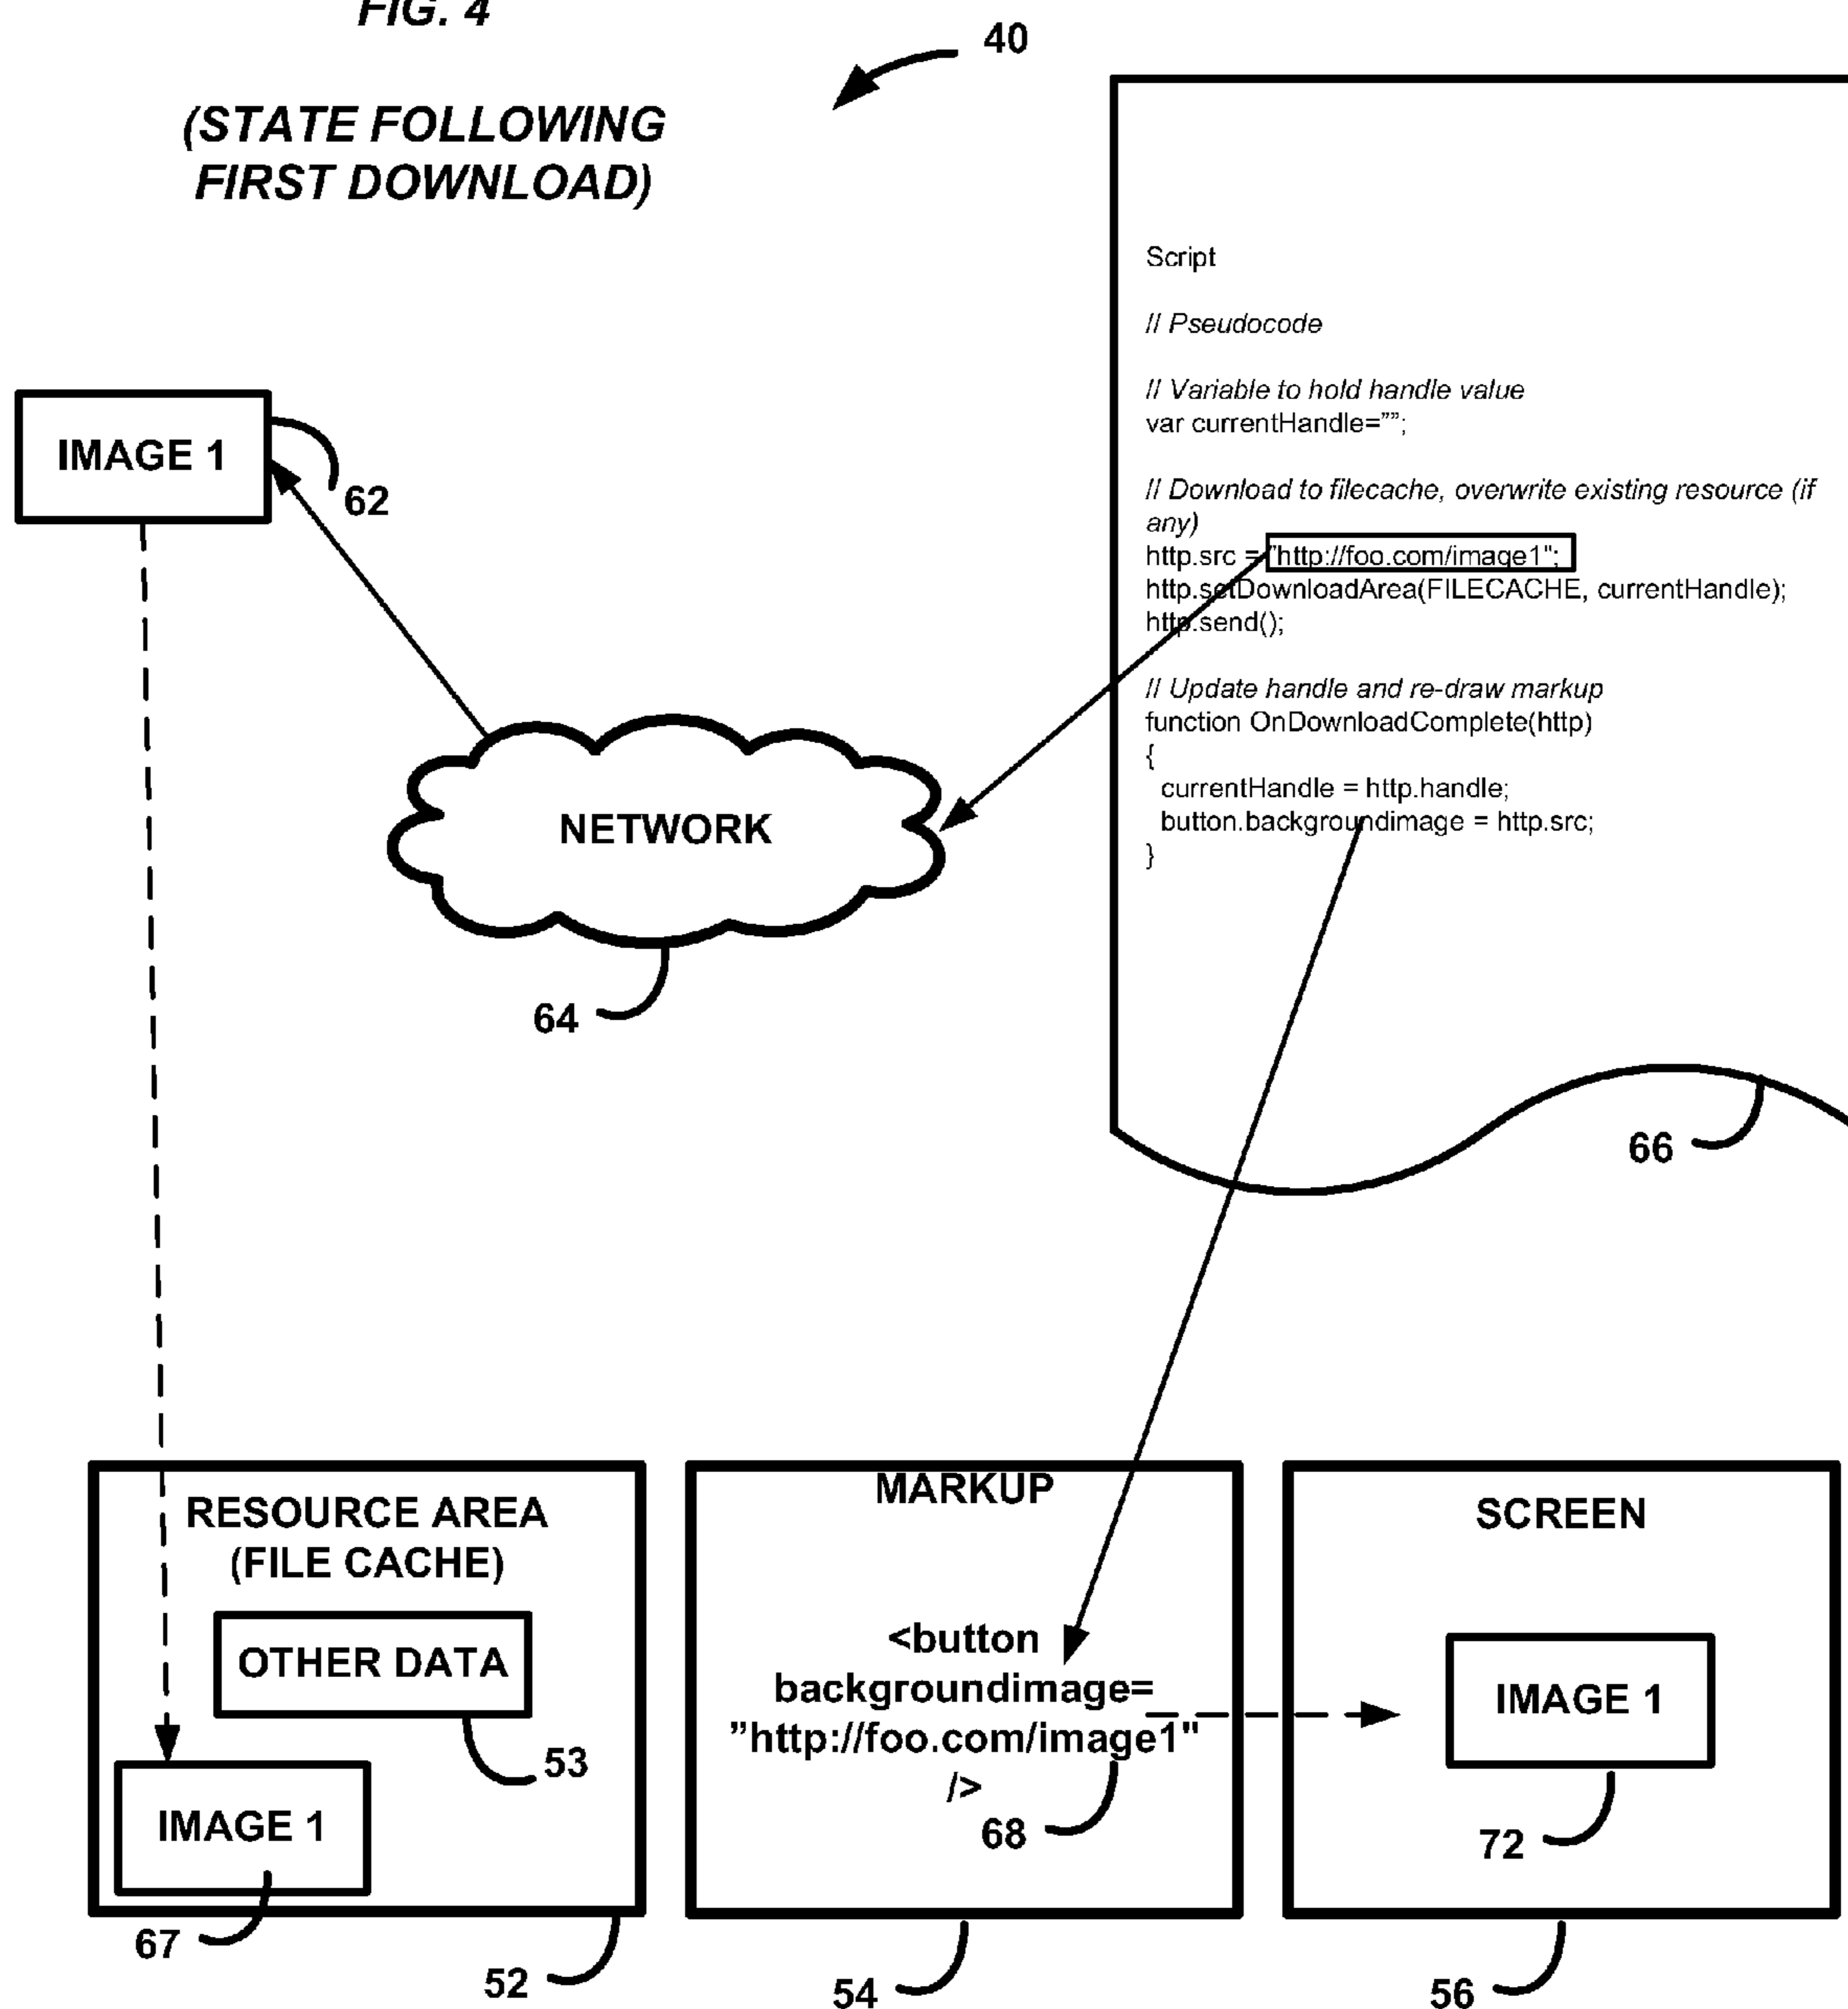 FIG. 4
40
(STATE FOLLOWING
FIRST DOWNLOAD)
Script
// Pseudocode
// Variable to hold handle value
var currentHandle="”;
// Download to filecache, overwrite existing resource (if
any)
http.src = ”http://foo.com/image1";
http.setDownloadArea(FILECACHE, currentHandle);
http.send();
// Update handle and re-draw markup
function OnDownloadComplete(http)
{
currentHandle = http.handle;
button.backgroundimage = http.src;
}
IMAGE 1
62
NETWORK
64
66
RESOURCE AREA
(FILE CACHE)
OTHER DATA
53
IMAGE 1
67
52
MARKUP
<button
backgroundimage=
”http://foo.com/image1"
/>
68
54
SCREEN
IMAGE 1
72
56